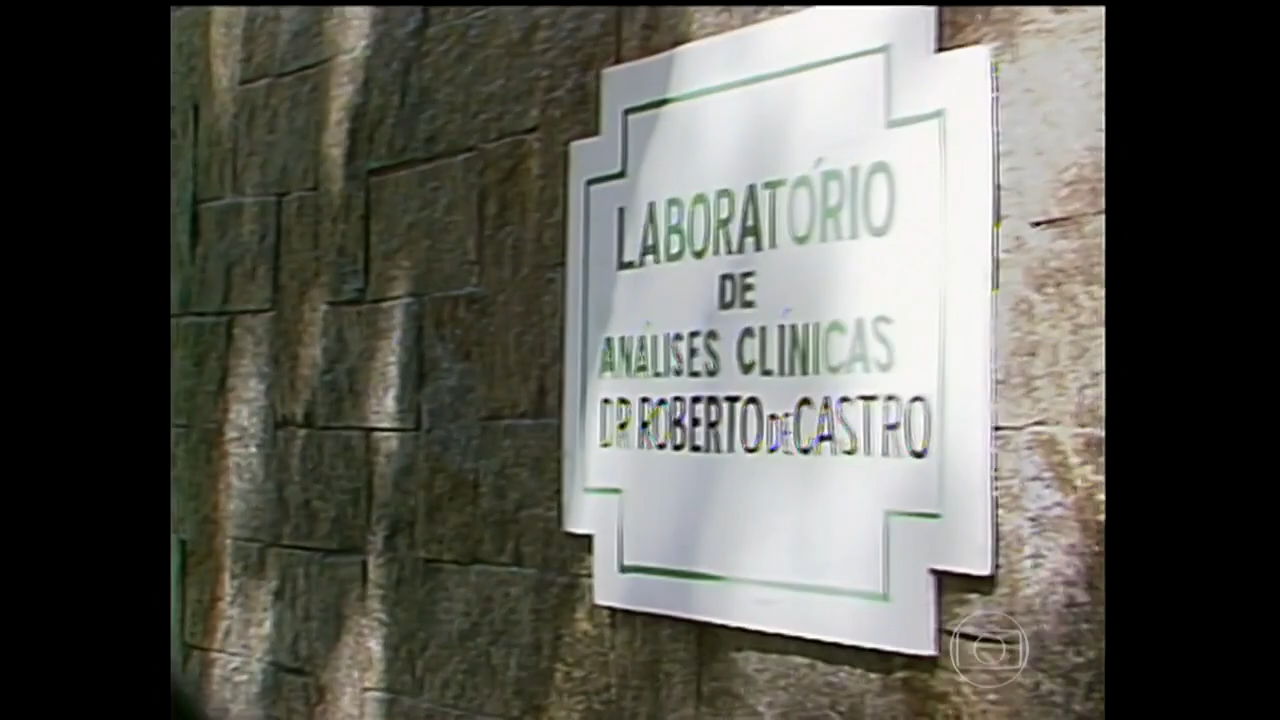 LABORATÓRIO
DE
ANÁLISES CLÍNICAS
DR. ROBERTO DE CASTRO